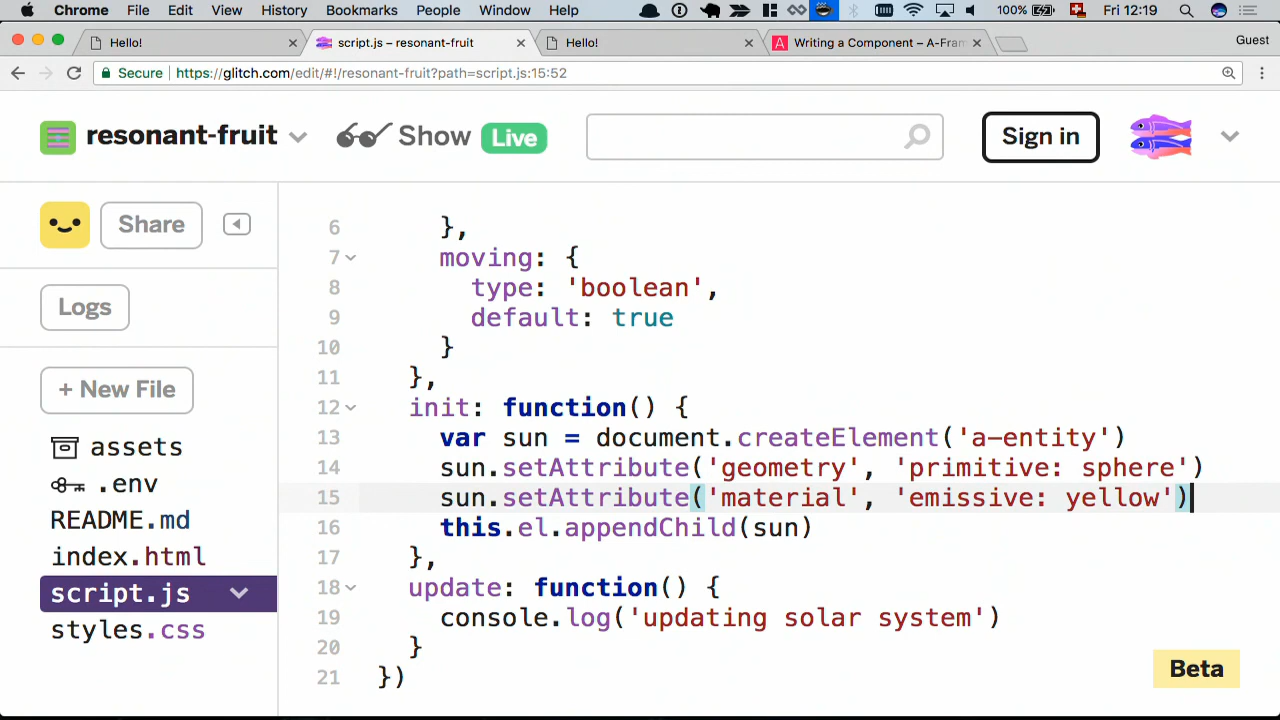 Chrome File Edit View History Bookmarks People Window Help 100% Fri 12:19
Hello! script.js – resonant-fruit Hello! Writing a Component – A-Fram Guest
Secure https://glitch.com/edit/#!/resonant-fruit?path=script.js:15:52
resonant-fruit Show Live Sign in
Share
Logs
+ New File
assets
.env
README.md
index.html
script.js
styles.css
6 },
7 moving: {
8 type: 'boolean',
9 default: true
10 }
11 },
12 init: function() {
13 var sun = document.createElement('a-entity')
14 sun.setAttribute('geometry', 'primitive: sphere')
15 sun.setAttribute('material', 'emissive: yellow')
16 this.el.appendChild(sun)
17 },
18 update: function() {
19 console.log('updating solar system')
20 }
21 })
Beta